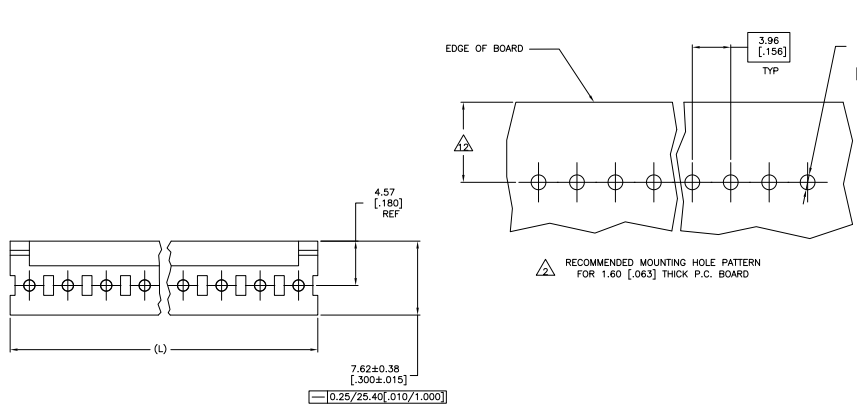 EDGE OF BOARD
3.96
[.156]
TYP
12
4.57
[.180]
REF
2
RECOMMENDED MOUNTING HOLE PATTERN
FOR 1.60 [.063] THICK P.C. BOARD
(L)
7.62±0.38
[.300±.015]
0.25/25.40[.010/1.000]